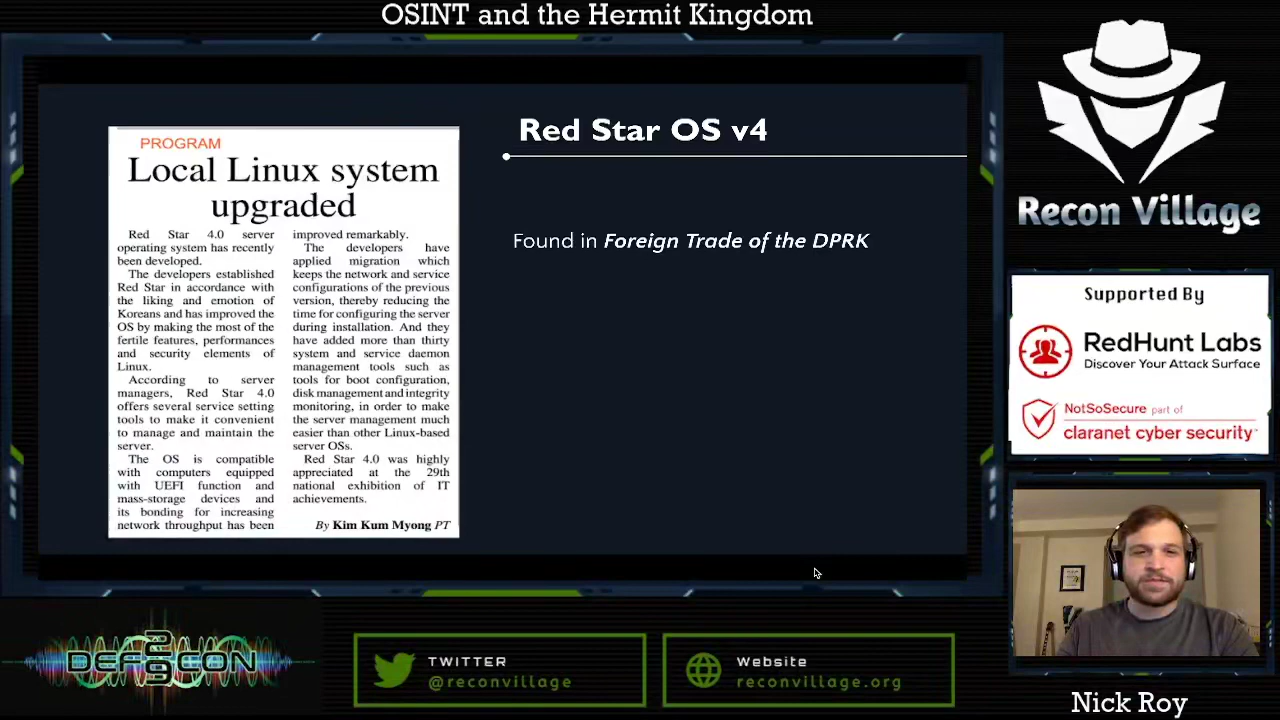 OSINT and the Hermit Kingdom
PROGRAM
Local Linux system
upgraded
Red Star 4.0 server
operating system has recently
been developed.
The developers established
Red Star in accordance with
the liking and emotion of
Koreans and has improved the
OS by making the most of the
fertile features, performances
and security elements of
Linux.
According to server
managers, Red Star 4.0
offers several service setting
tools to make it convenient
to manage and maintain the
server.
The OS is compatible
with computers equipped
with UEFI function and
mass-storage devices and
its bonding for increasing
network throughput has been
improved remarkably.
The developers have
applied migration which
keeps the network and service
configurations of the previous
version, thereby reducing the
time for configuring the server
during installation. And they
have added more than thirty
system and service daemon
management tools such as
tools for boot configuration,
disk management and integrity
monitoring, in order to make
the server management much
easier than other Linux-based
server OSs.
Red Star 4.0 was highly
appreciated at the 29th
national exhibition of IT
achievements.
By Kim Kum Myong PT
Red Star OS v4
Found in Foreign Trade of the DPRK
Recon Village
Supported By
RedHunt Labs
Discover Your Attack Surface
NotSoSecure part of
claranet cyber security
DEFCON
29
TWITTER
@reconvillage
Website
reconvillage.org
Nick Roy